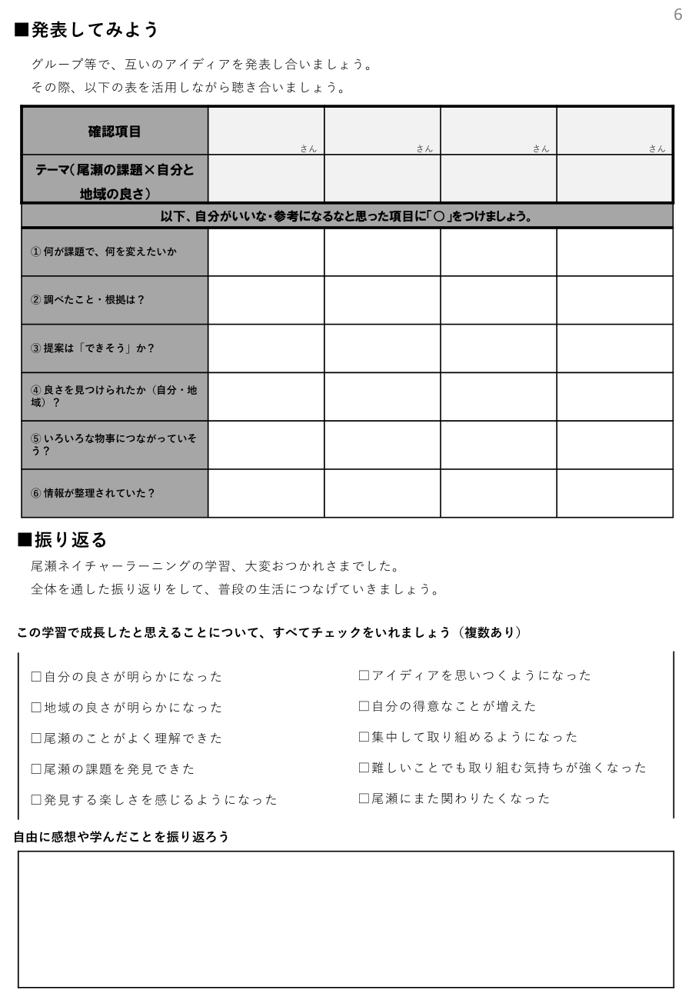 6
■発表してみよう
グループ等で、互いのアイディアを発表し合いましょう。
その際、以下の表を活用しながら聴き合いましょう。
確認項目
さん
さん
さん
さん
テーマ(尾瀬の課題×自分と
地域の良さ)
以下、自分がいいな・参考になるなと思った項目に「〇」をつけましょう。
① 何が課題で、何を変えたいか
② 調べたこと・根拠は？
③ 提案は「できそう」か？
④ 良さを見つけられたか（自分・地
域）？
⑤ いろいろな物事につながっていそ
う？
⑥ 情報が整理されていた？
■振り返る
尾瀬ネイチャーラーニングの学習、大変おつかれさまでした。
全体を通した振り返りをして、普段の生活につなげていきましょう。
この学習で成長したと思えることについて、すべてチェックをいれましょう（複数あり）
□自分の良さが明らかになった
□地域の良さが明らかになった
□尾瀬のことがよく理解できた
□尾瀬の課題を発見できた
□発見する楽しさを感じるようになった
□アイディアを思いつくようになった
□自分の得意なことが増えた
□集中して取り組めるようになった
□難しいことでも取り組む気持ちが強くなった
□尾瀬にまた関わりたくなった
自由に感想や学んだことを振り返ろう